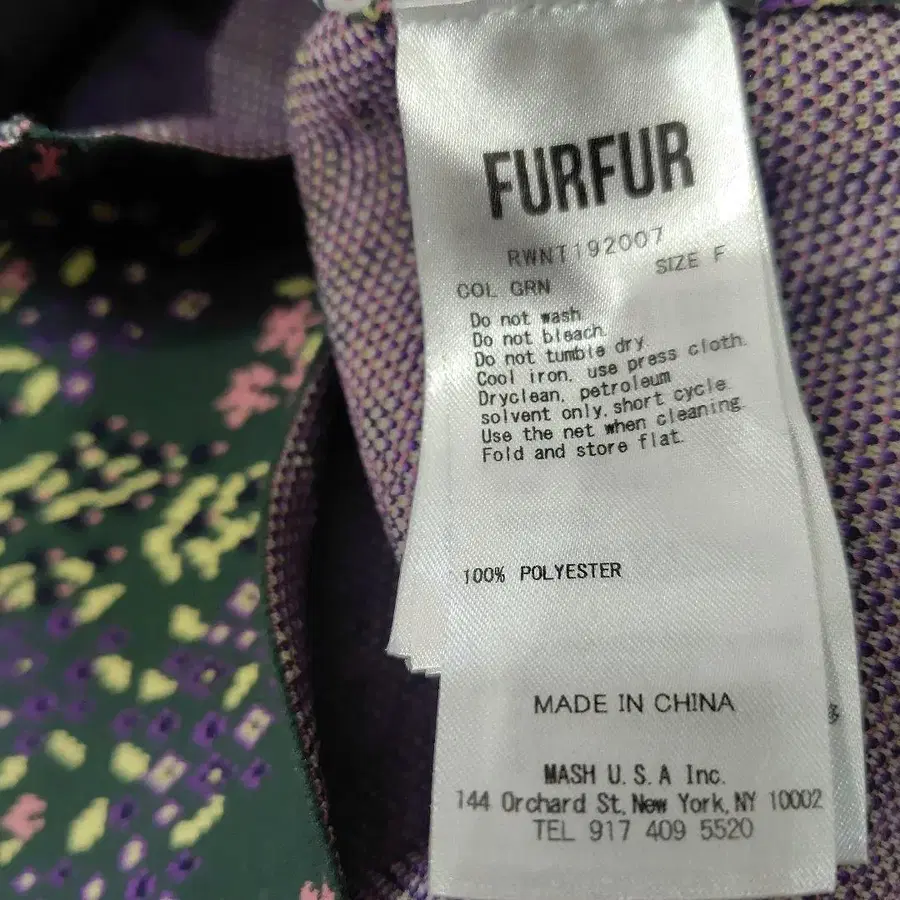 FURFUR
RWNT192007
SIZE F
COL GRN
Do not wash.
Do not bleach.
Do not tumble dry.
Cool iron, use press cloth.
Dryclean, petroleum
solvent only, short cycle.
Use the net when cleaning.
Fold and store flat.
100% POLYESTER
MADE IN CHINA
MASH U.S.A Inc.
144 Orchard St, New York, NY 10002
TEL 917 409 5520